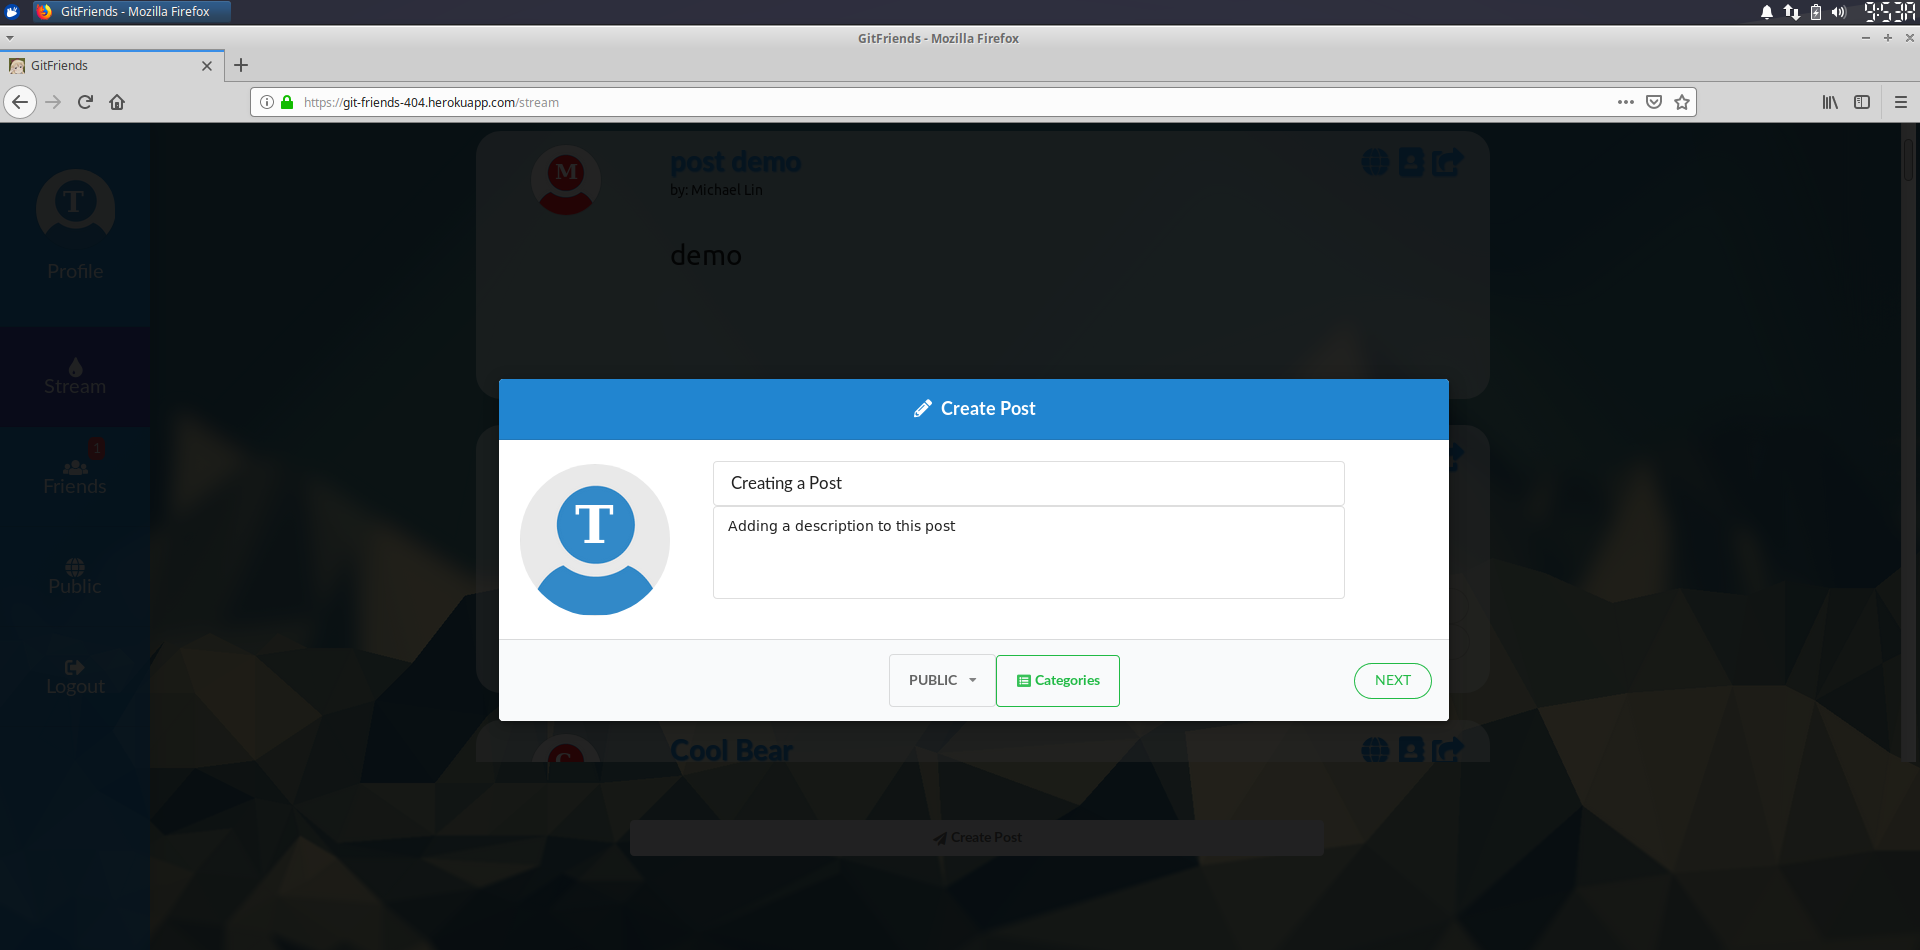 GitFriends - Mozilla Firefox
9:53A
GitFriends - Mozilla Firefox
GitFriends
https://git-friends-404.herokuapp.com/stream
T
Profile
Stream
1
Friends
Public
Logout
M
post demo
by: Michael Lin
demo
Create Post
T
Creating a Post
Adding a description to this post
PUBLIC
Categories
NEXT
C
Cool Bear
Create Post